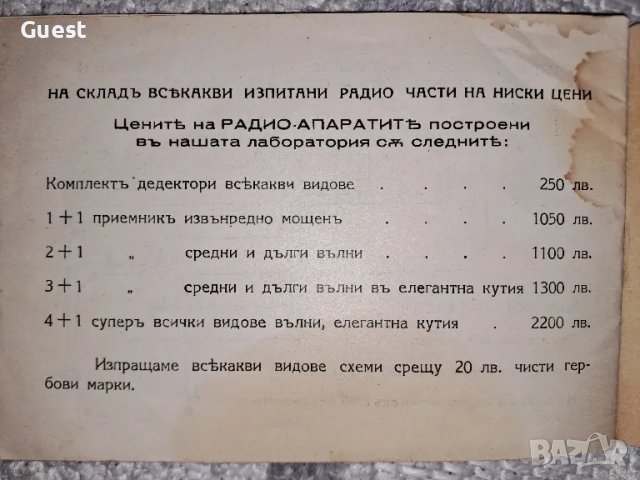 Guest
НА СКЛАДЪ ВСѢКАКВИ ИЗПИТАНИ РАДИО ЧАСТИ НА НИСКИ ЦЕНИ
Ценитѣ на РАДИО-АПАРАТИТѢ построени
въ нашата лаборатория сѫ следнитѣ:
Комплектъ дедектори всѣкакви видове . . . . 250 лв.
1+1 приемникъ извънредно мощенъ . . . . 1050 лв.
2+1 „ средни и дълги вълни . . . . 1100 лв.
3+1 „ средни и дълги вълни въ елегантна кутия 1300 лв.
4+1 суперъ всички видове вълни, елегантна кутия . 2200 лв.
Изпращаме всѣкакви видове схеми срещу 20 лв. чисти гер-
бови марки.
BAZAR